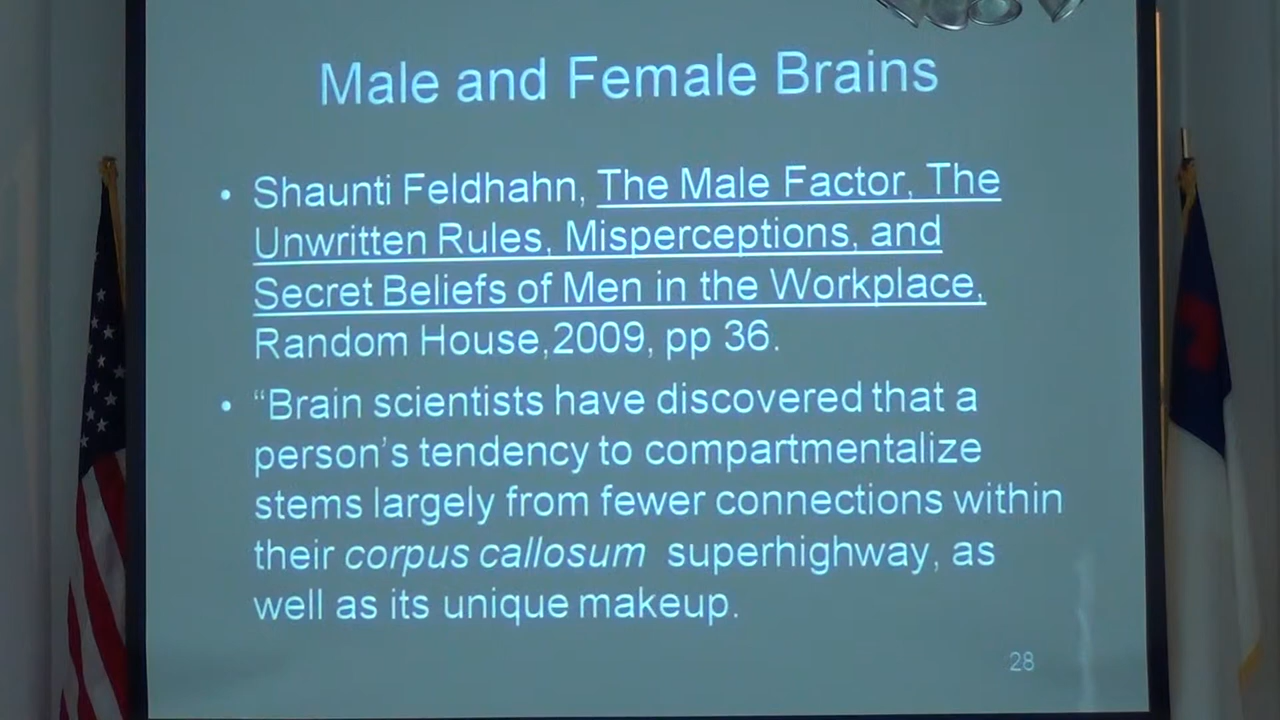 Male and Female Brains
• Shaunti Feldhahn, The Male Factor, The
Unwritten Rules, Misperceptions, and
Secret Beliefs of Men in the Workplace,
Random House,2009, pp 36.
• “Brain scientists have discovered that a
person’s tendency to compartmentalize
stems largely from fewer connections within
their corpus callosum superhighway, as
well as its unique makeup.
28